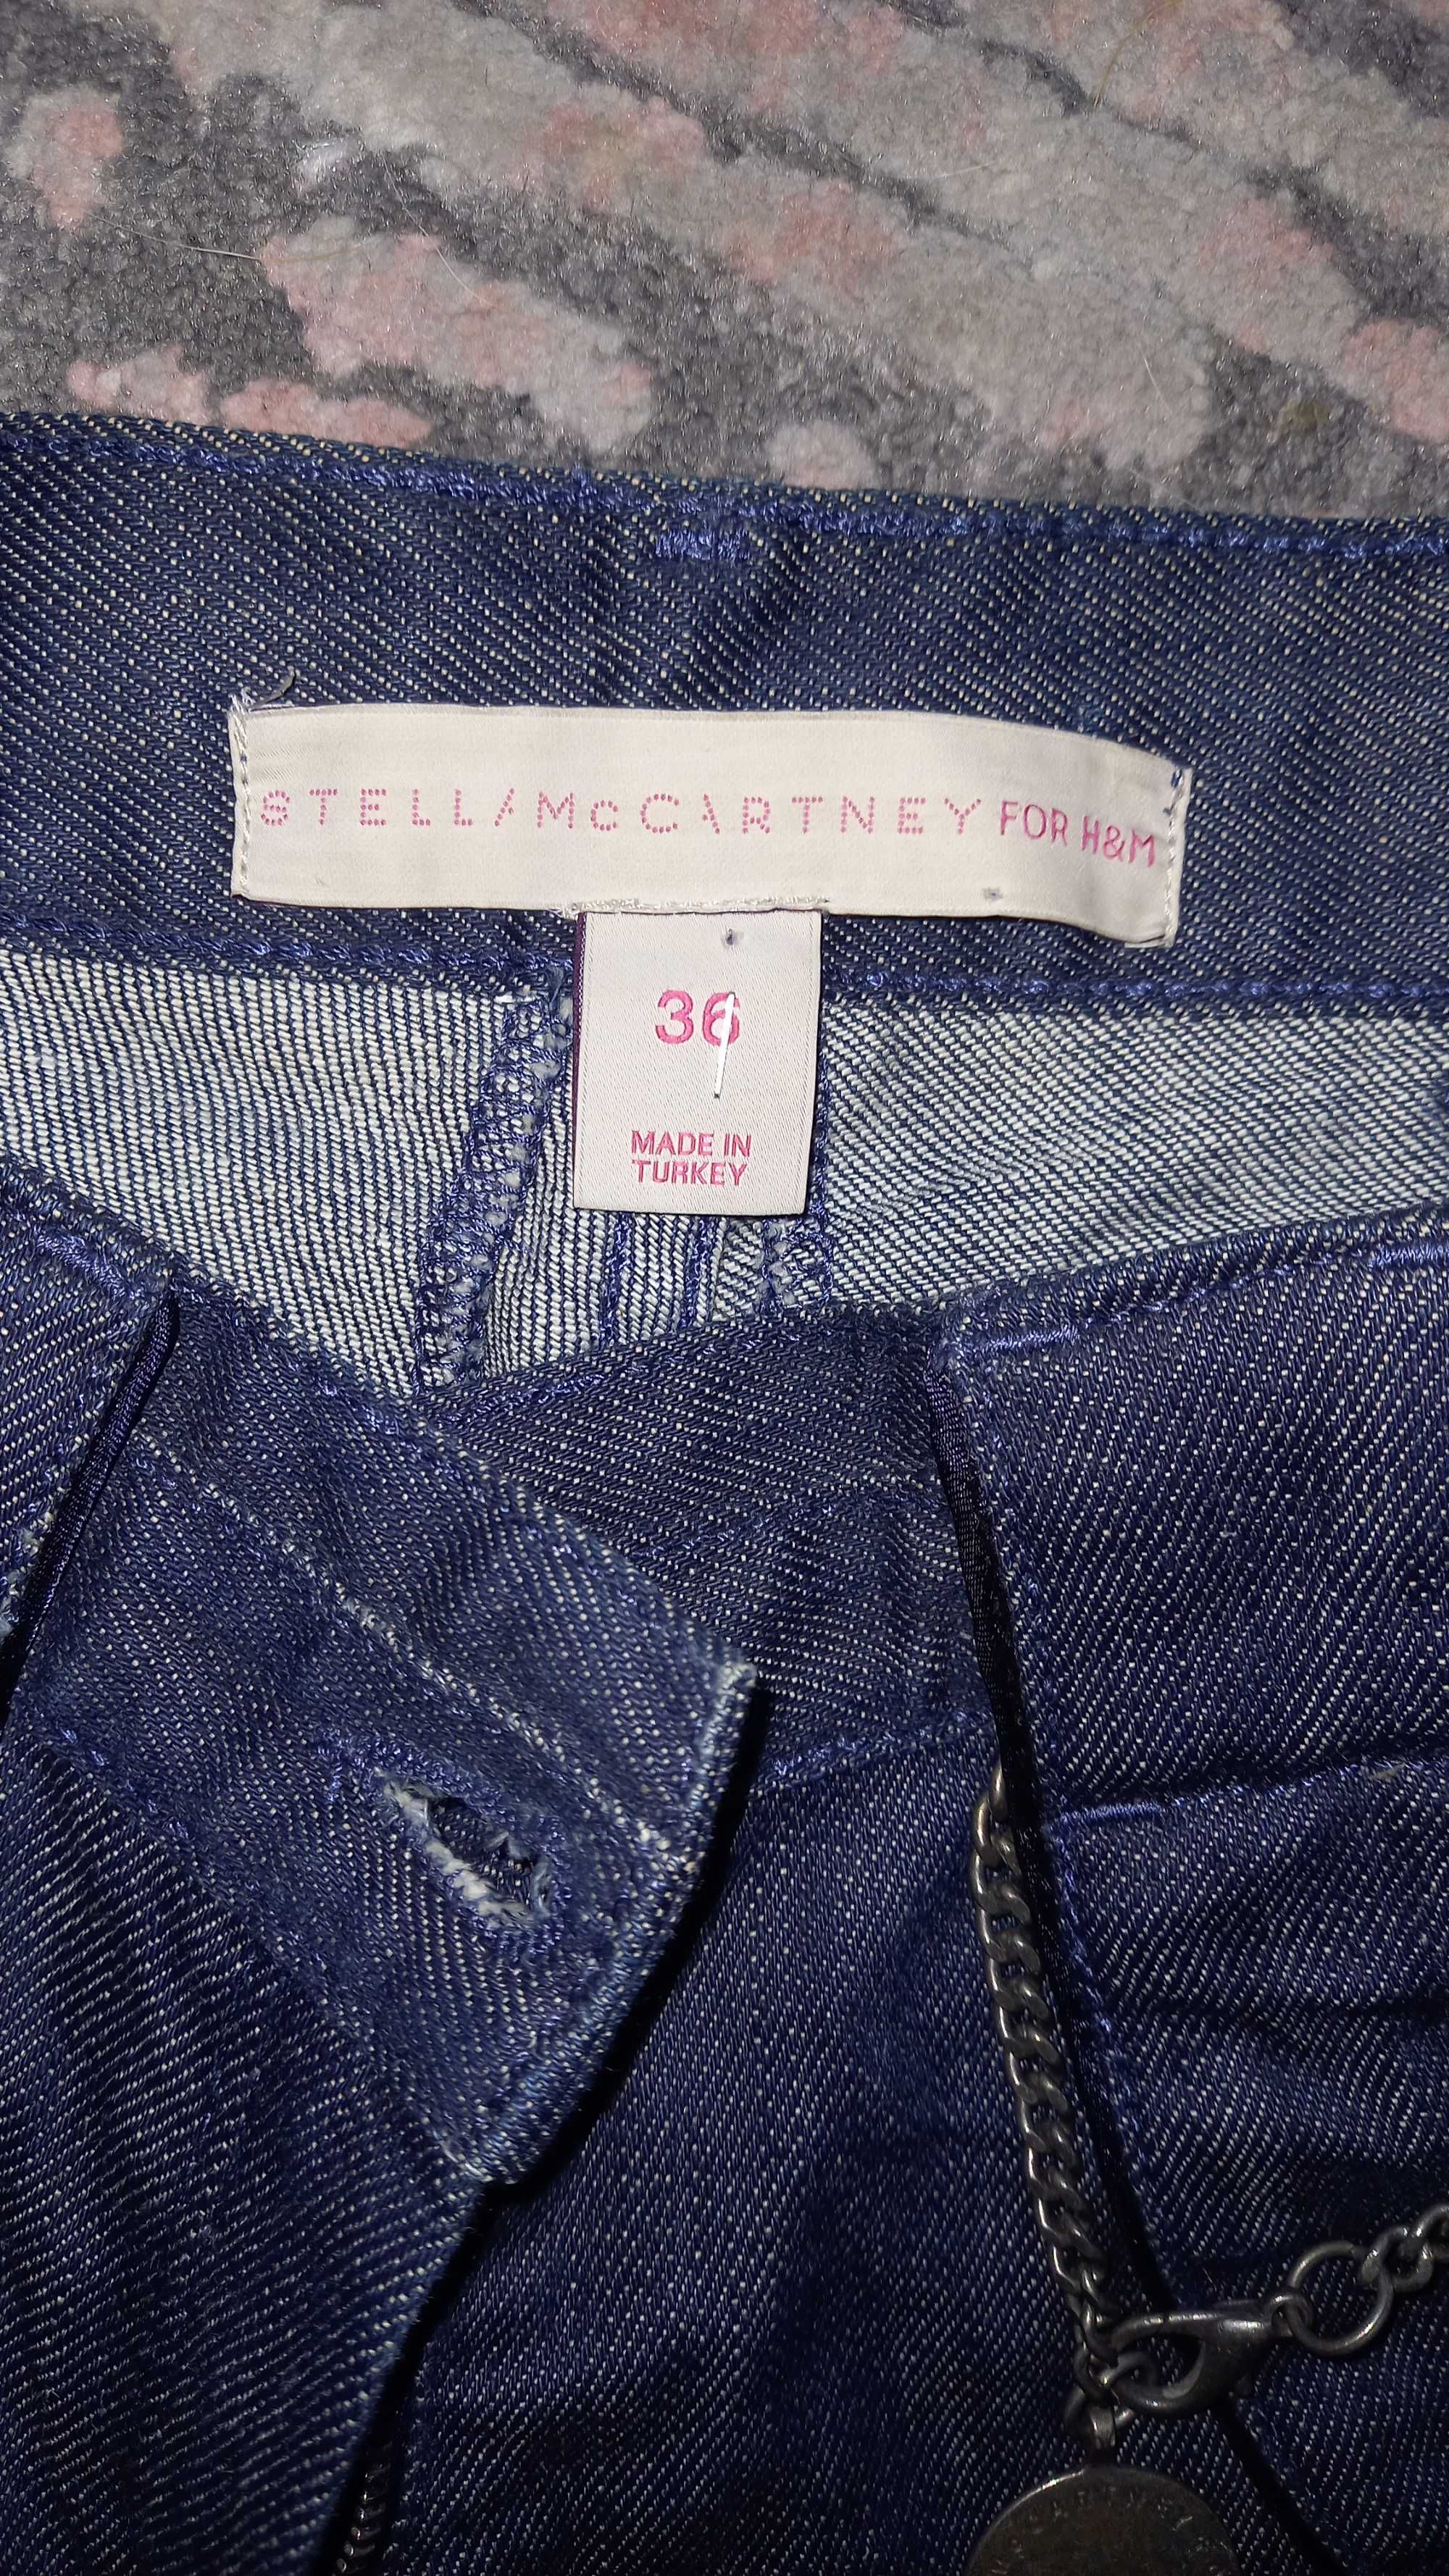 STELLA McCARTNEY FOR H&M
36
MADE IN
TURKEY